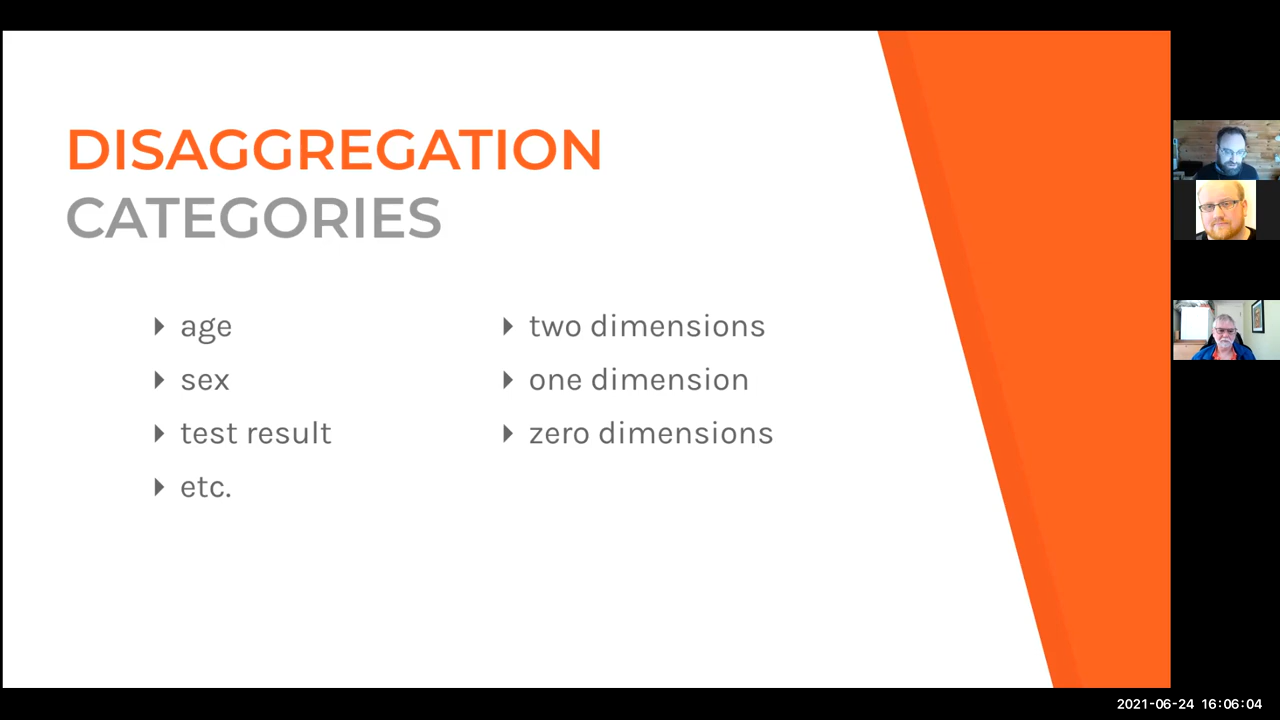 DISAGGREGATION
CATEGORIES
age
sex
test result
etc.
two dimensions
one dimension
zero dimensions
2021-06-24 16:06:04